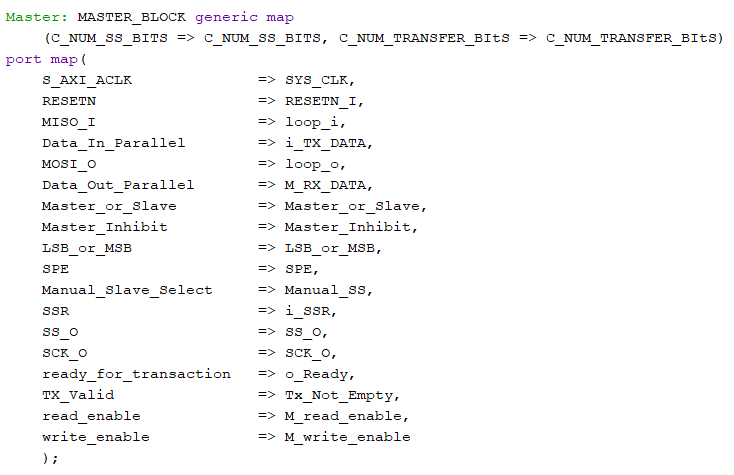 Master: MASTER_BLOCK generic map
(C_NUM_SS_BITS => C_NUM_SS_BITS, C_NUM_TRANSFER_BItS => C_NUM_TRANSFER_BItS)
port map(
S_AXI_ACLK => SYS_CLK,
RESETN => RESETN_I,
MISO_I => loop_i,
Data_In_Parallel => i_TX_DATA,
MOSI_O => loop_o,
Data_Out_Parallel => M_RX_DATA,
Master_or_Slave => Master_or_Slave,
Master_Inhibit => Master_Inhibit,
LSB_or_MSB => LSB_or_MSB,
SPE => SPE,
Manual_Slave_Select => Manual_SS,
SSR => i_SSR,
SS_O => SS_O,
SCK_O => SCK_O,
ready_for_transaction => o_Ready,
TX_Valid => Tx_Not_Empty,
read_enable => M_read_enable,
write_enable => M_write_enable
);